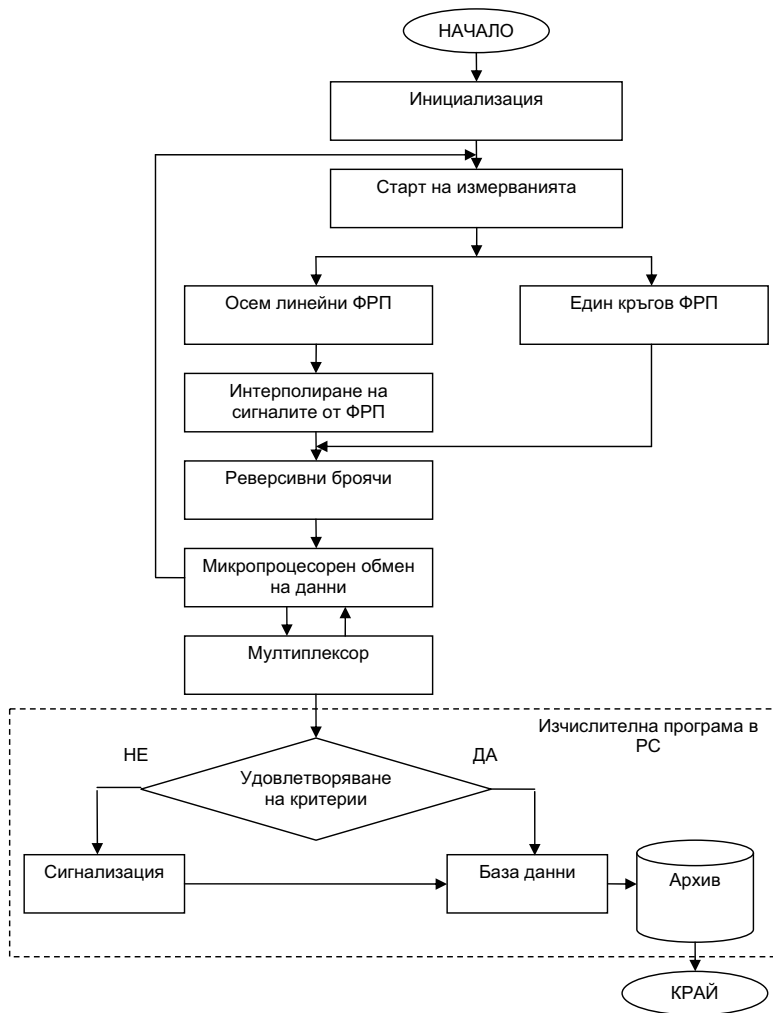 НАЧАЛО
Инициализация
Старт на измерванията
Осем линейни ФРП
Един кръгов ФРП
Интерполиране на
сигналите от ФРП
Реверсивни броячи
Микропроцесорен обмен
на данни
Мултиплексор
Изчислителна програма в
PC
НЕ
ДА
Удовлетворяване
на критерии
Сигнализация
База данни
Архив
КРАЙ